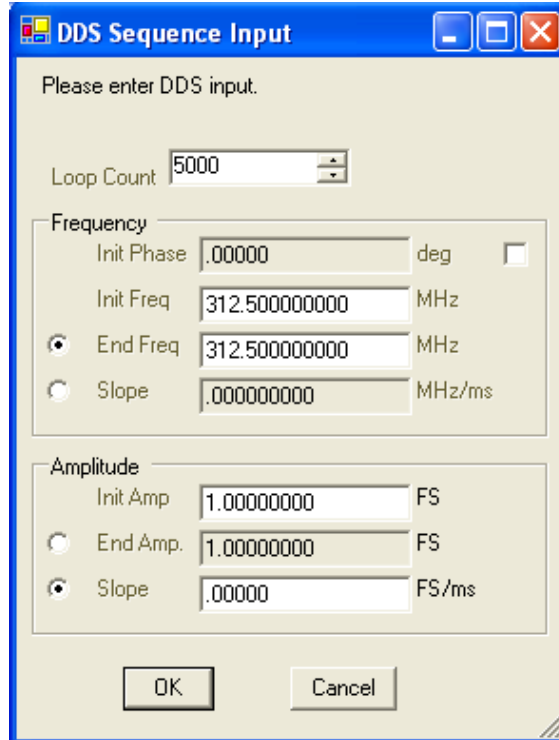 DDS Sequence Input
Please enter DDS input.
Loop Count 5000
Frequency
Init Phase .00000 deg
Init Freq 312.500000000 MHz
End Freq 312.500000000 MHz
Slope .000000000 MHz/ms
Amplitude
Init Amp 1.00000000 FS
End Amp. 1.00000000 FS
Slope .00000 FS/ms
OK Cancel